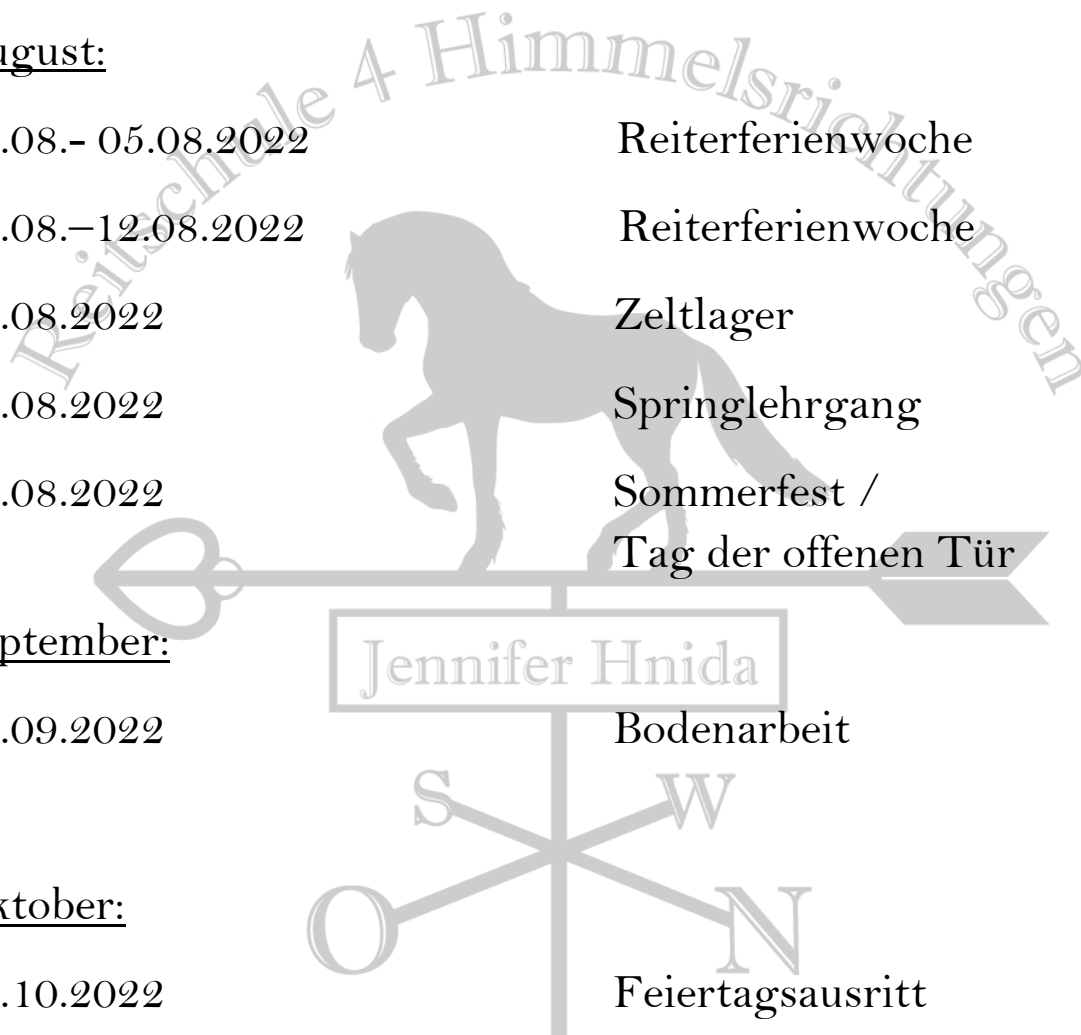 Reitschule 4 Himmelsrichtungen
ugust:
.08.- 05.08.2022 Reiterferienwoche
.08.–12.08.2022 Reiterferienwoche
.08.2022 Zeltlager
.08.2022 Springlehrgang
.08.2022 Sommerfest /
Tag der offenen Tür
ptember:
Jennifer Hnida
.09.2022 Bodenarbeit
S W
O N
ktober:
.10.2022 Feiertagsausritt